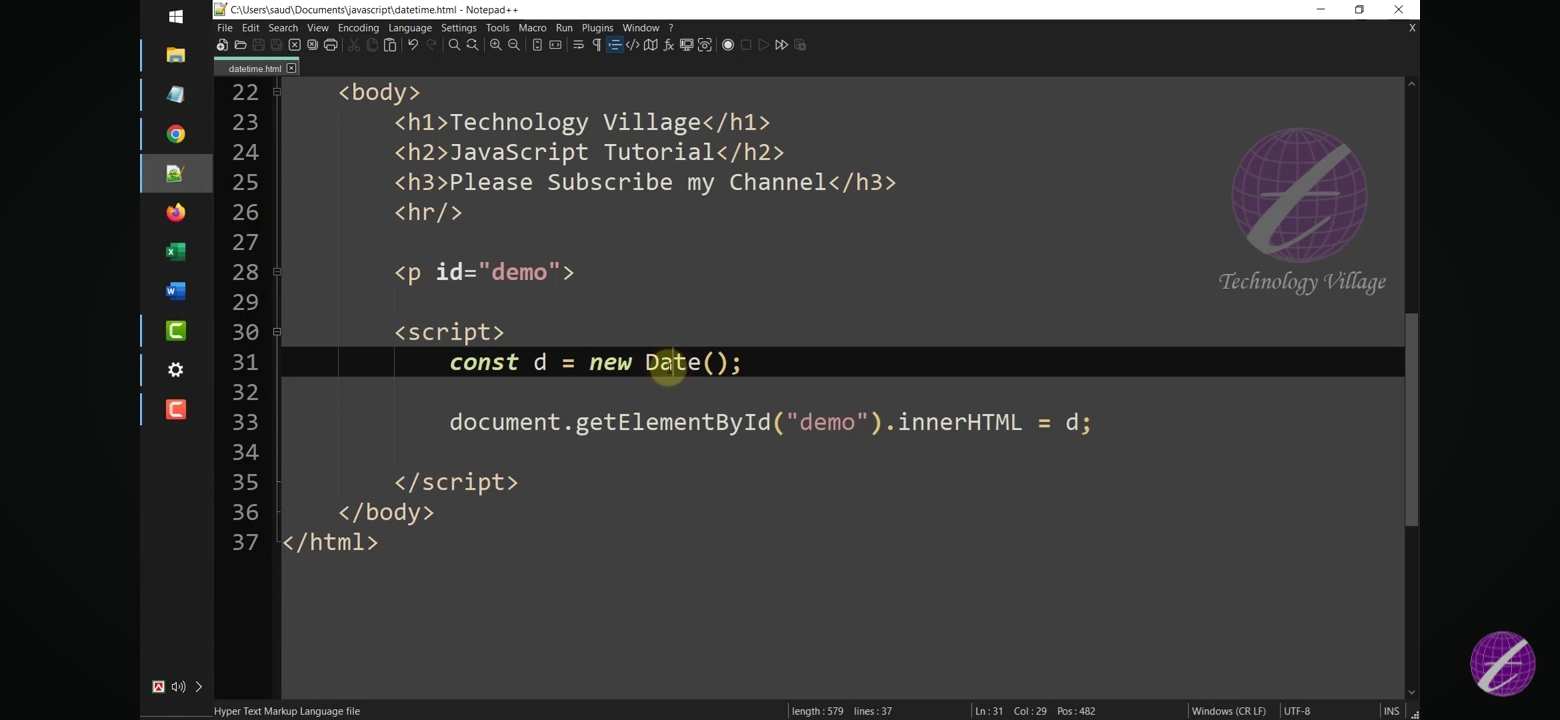 C:\Users\saud\Documents\javascript\datetime.html - Notepad++
File Edit Search View Encoding Language Settings Tools Macro Run Plugins Window ? X
datetime.html
22 <body>
23 <h1>Technology Village</h1>
24 <h2>JavaScript Tutorial</h2>
25 <h3>Please Subscribe my Channel</h3>
26 <hr/>
27
28 <p id="demo">
29
30 <script>
31 const d = new Date();
32
33 document.getElementById("demo").innerHTML = d;
34
35 </script>
36 </body>
37 </html>
Technology Village
Hyper Text Markup Language file length : 579 lines : 37 Ln : 31 Col : 29 Pos : 482 Windows (CR LF) UTF-8 INS